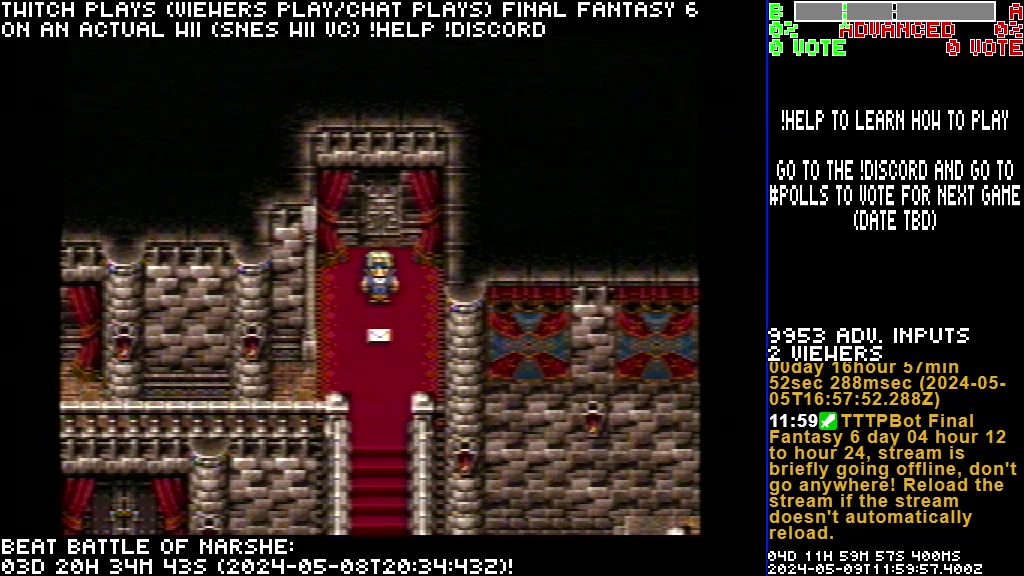 TWITCH PLAYS (VIEWERS PLAY/CHAT PLAYS) FINAL FANTASY 6
ON AN ACTUAL WII (SNES WII VC) !HELP !DISCORD
B A
0% ADVANCED 0%
0 VOTE 0 VOTE
!HELP TO LEARN HOW TO PLAY
GO TO THE !DISCORD AND GO TO
#POLLS TO VOTE FOR NEXT GAME
(DATE TBD)
9953 ADV. INPUTS
2 VIEWERS
00day 16hour 57min
52sec 288msec (2024-05-
05T16:57:52.288Z)
11:59 TTTPBot Final
Fantasy 6 day 04 hour 12
to hour 24, stream is
briefly going offline, don't
go anywhere! Reload the
stream if the stream
doesn't automatically
reload.
04D 11H 59M 57S 400MS
2024-05-09T11:59:57.400Z
BEAT BATTLE OF NARSHE:
03D 20H 34M 43S (2024-05-08T20:34:43Z)!